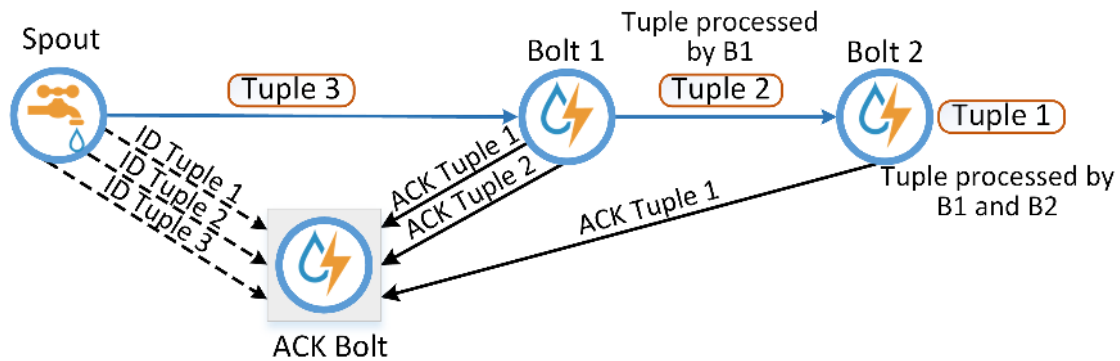 Spout
Tuple 3
Bolt 1
Tuple processed
by B1
Tuple 2
Bolt 2
Tuple 1
Tuple processed by
B1 and B2
ID Tuple 1
ID Tuple 2
ID Tuple 3
ACK Tuple 1
ACK Tuple 2
ACK Tuple 1
ACK Bolt